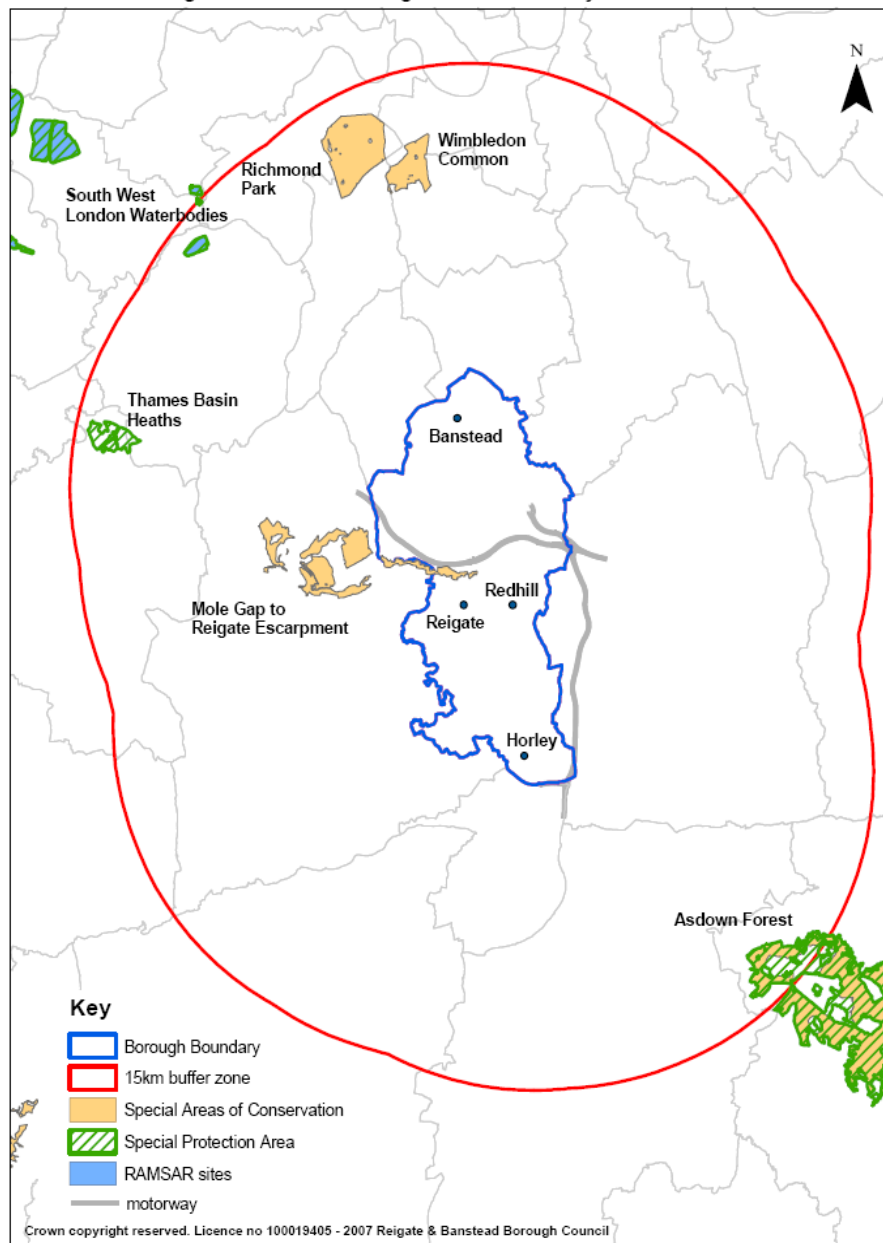 N
Wimbledon
Common
Richmond
Park
South West
London Waterbodies
Thames Basin
Heaths
Banstead
Mole Gap to
Reigate Escarpment
Redhill
Reigate
Horley
Asdown Forest
Key
Borough Boundary
15km buffer zone
Special Areas of Conservation
Special Protection Area
RAMSAR sites
motorway
Crown copyright reserved. Licence no 100019405 - 2007 Reigate & Banstead Borough Council